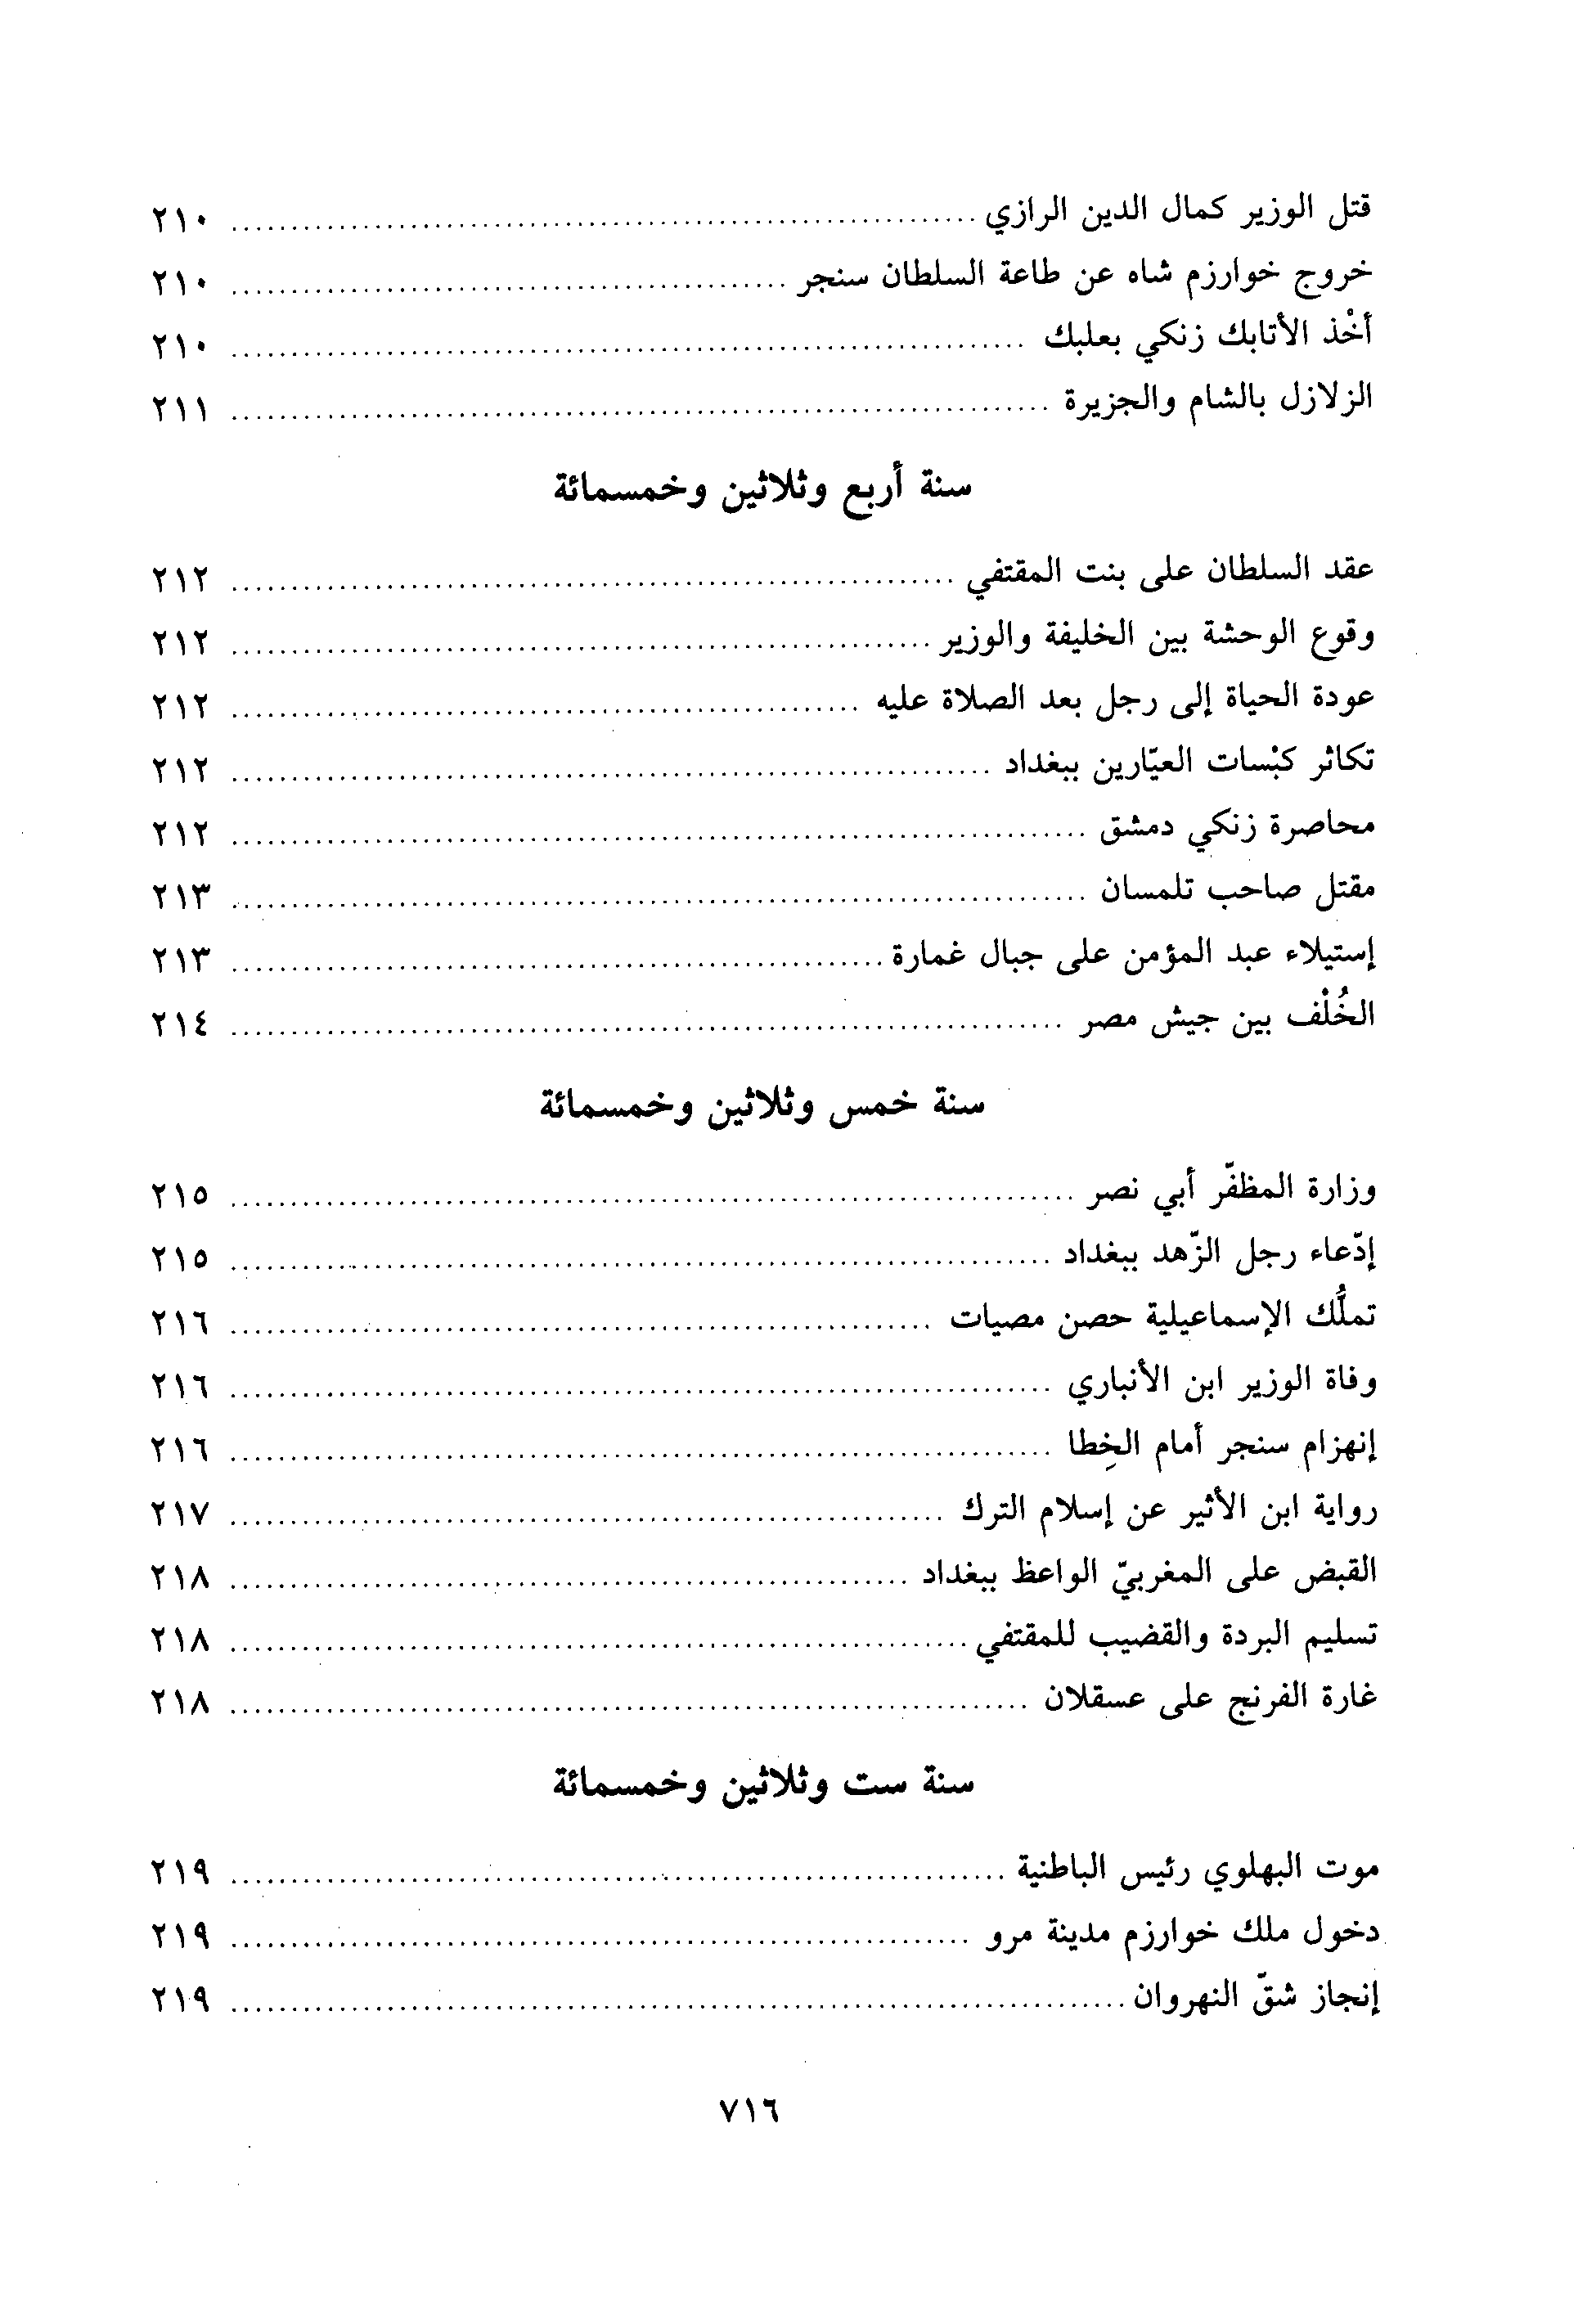 قتل الوزير كمال الدين الرازي ........ ٢١٠
خروج خوارزم شاه عن طاعة السلطان سنجر ........ ٢١٠
أخْذ الأتابك زنكي بعلبك ........ ٢١٠
الزلازل بالشام والجزيرة ........ ٢١١
سنة أربع وثلاثين وخمسمائة
عقد السلطان على بنت المقتفي ........ ٢١٢
وقوع الوحشة بين الخليفة والوزير ........ ٢١٢
عودة الحياة إلى رجل بعد الصلاة عليه ........ ٢١٢
تكاثر كبْسات العيّارين ببغداد ........ ٢١٢
محاصرة زنكي دمشق ........ ٢١٢
مقتل صاحب تلمسان ........ ٢١٣
إستيلاء عبد المؤمن على جبال غمارة ........ ٢١٣
الخُلْف بين جيش مصر ........ ٢١٤
سنة خمس وثلاثين وخمسمائة
وزارة المظفّر أبي نصر ........ ٢١٥
إدّعاء رجل الزّهد ببغداد ........ ٢١٥
تملُّك الإسماعيلية حصن مصيات ........ ٢١٦
وفاة الوزير ابن الأنباري ........ ٢١٦
إنهزام سنجر أمام الخِطا ........ ٢١٦
رواية ابن الأثير عن إسلام الترك ........ ٢١٧
القبض على المغربيّ الواعظ ببغداد ........ ٢١٨
تسليم البردة والقضيب للمقتفي ........ ٢١٨
غارة الفرنج على عسقلان ........ ٢١٨
سنة ست وثلاثين وخمسمائة
موت البهلوي رئيس الباطنية ........ ٢١٩
دخول ملك خوارزم مدينة مرو ........ ٢١٩
إنجاز شقّ النهروان ........ ٢١٩
٧١٦